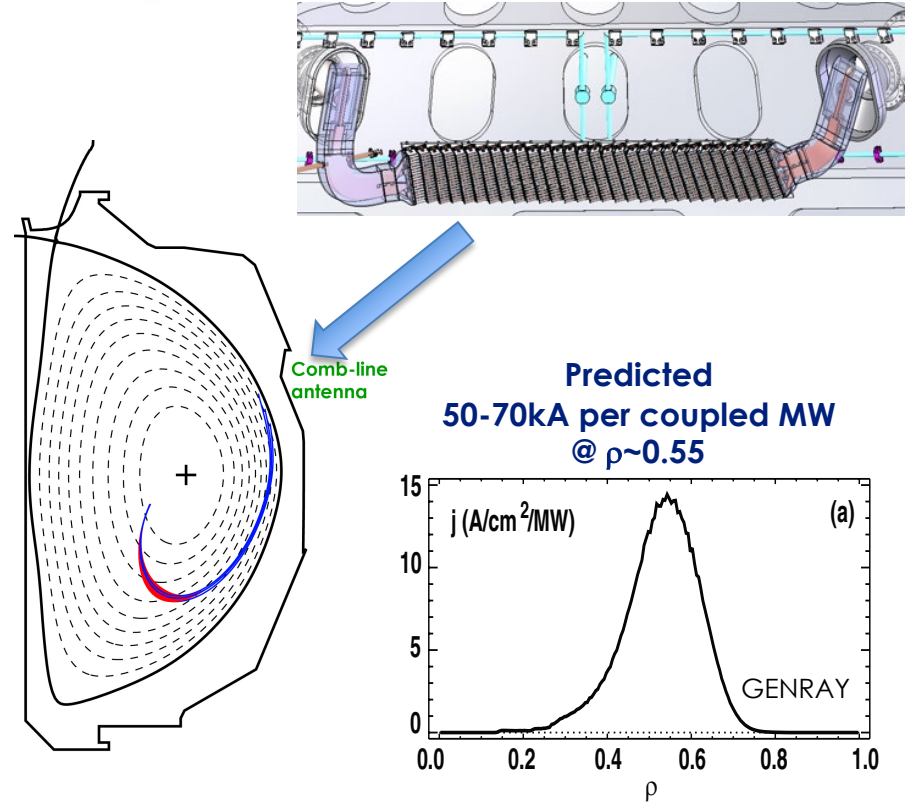 Comb-line
antenna
Predicted
50-70kA per coupled MW
@ ρ~0.55
15
j (A/cm²/MW)
(a)
10
5
GENRAY
0
0.0 0.2 0.4 0.6 0.8 1.0
ρ